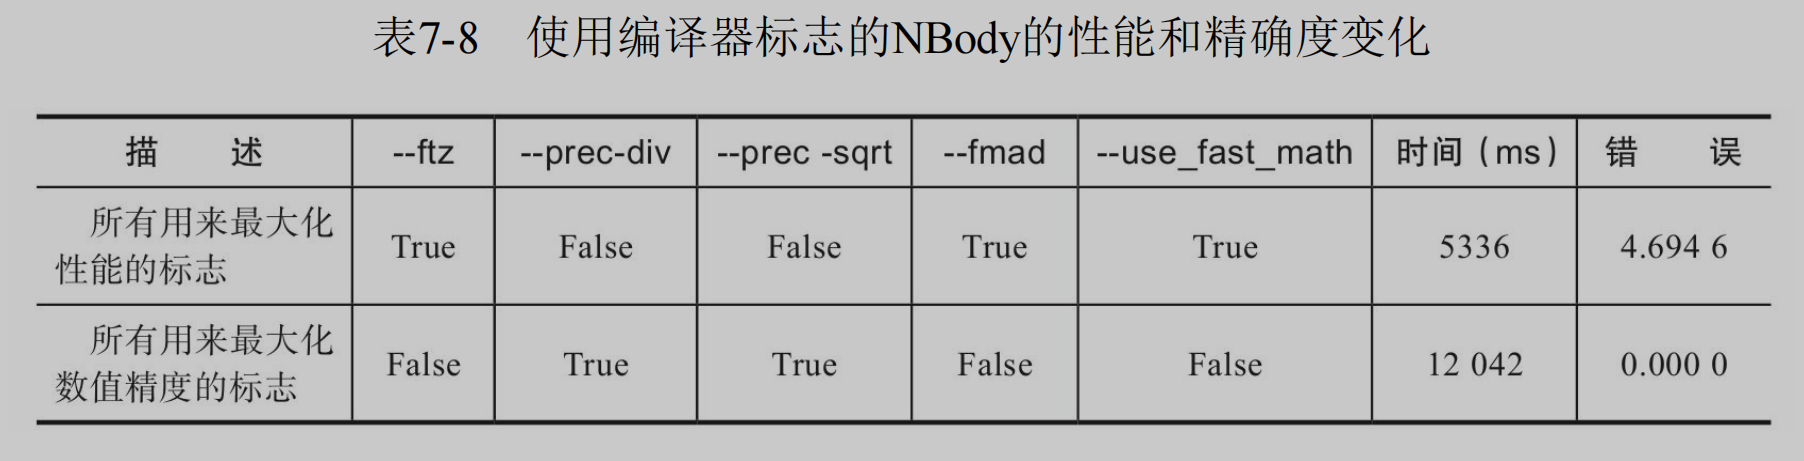 表7-8 使用编译器标志的NBody的性能和精确度变化
描 述 --ftz --prec-div --prec -sqrt --fmad --use_fast_math 时间(ms) 错 误
所有用来最大化
性能的标志 True False False True True 5336 4.694 6
所有用来最大化
数值精度的标志 False True True False False 12 042 0.000 0